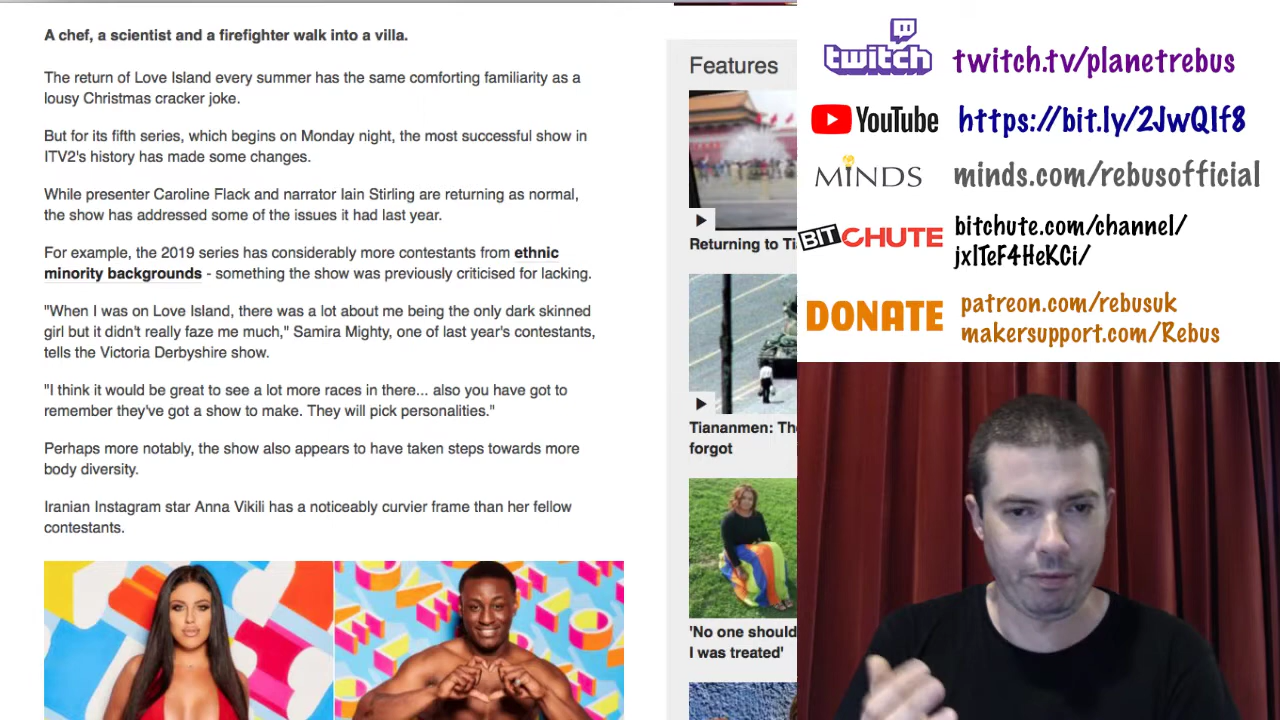 A chef, a scientist and a firefighter walk into a villa.
The return of Love Island every summer has the same comforting familiarity as a
lousy Christmas cracker joke.
But for its fifth series, which begins on Monday night, the most successful show in
ITV2's history has made some changes.
While presenter Caroline Flack and narrator Iain Stirling are returning as normal,
the show has addressed some of the issues it had last year.
For example, the 2019 series has considerably more contestants from ethnic
minority backgrounds - something the show was previously criticised for lacking.
"When I was on Love Island, there was a lot about me being the only dark skinned
girl but it didn't really faze me much," Samira Mighty, one of last year's contestants,
tells the Victoria Derbyshire show.
"I think it would be great to see a lot more races in there... also you have got to
remember they've got a show to make. They will pick personalities."
Perhaps more notably, the show also appears to have taken steps towards more
body diversity.
Iranian Instagram star Anna Vikili has a noticeably curvier frame than her fellow
contestants.
Features
Returning to Ti
Tiananmen: Th
forgot
'No one should
I was treated'
twitch
twitch.tv/planetrebus
YouTube
https://bit.ly/2JwQIf8
MINDS
minds.com/rebusofficial
BITCHUTE
bitchute.com/channel/
jxlTeF4HeKCi/
DONATE
patreon.com/rebusuk
makersupport.com/Rebus